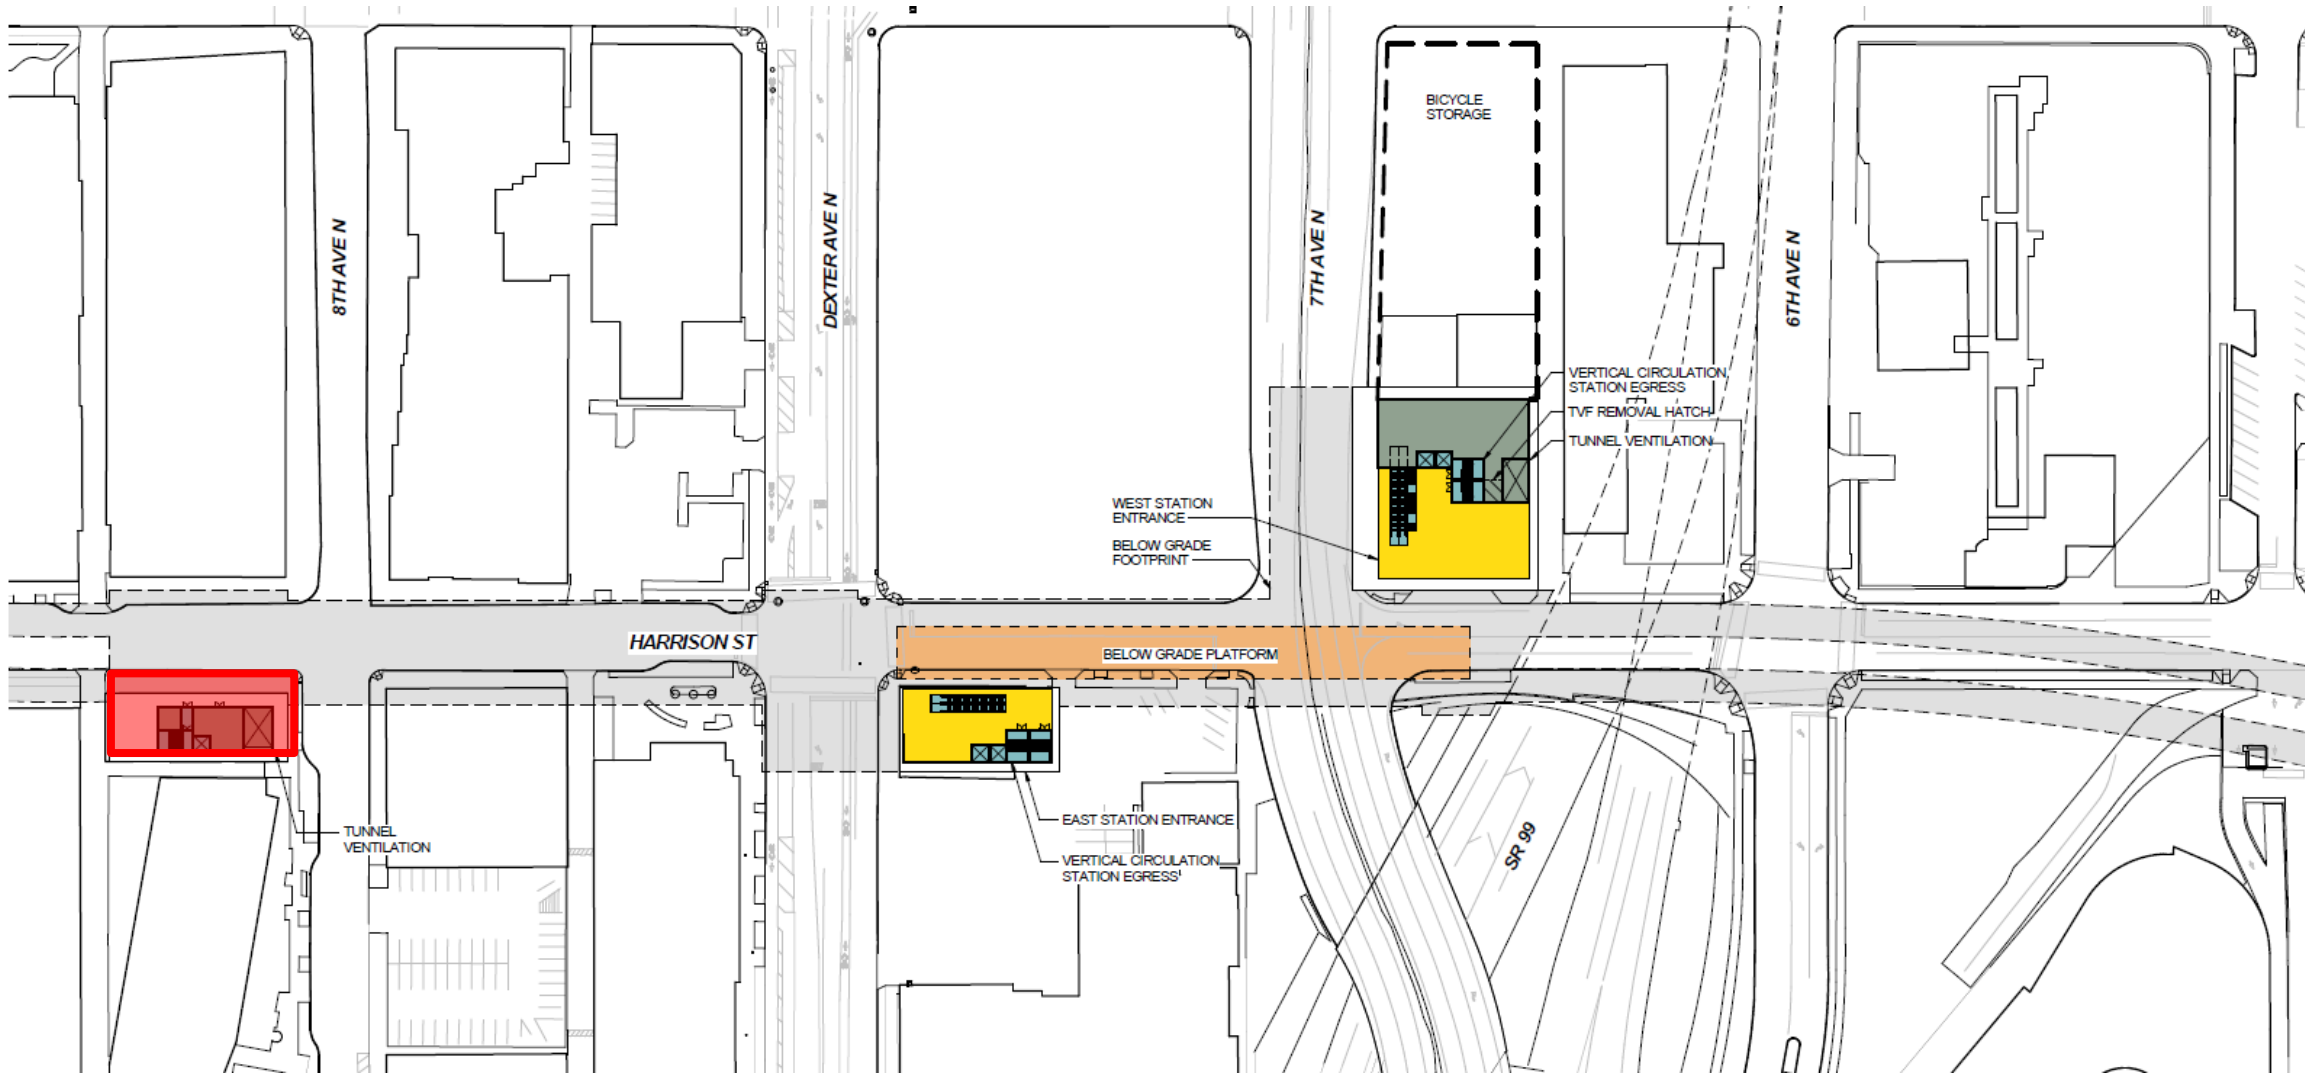 BICYCLE
STORAGE
8TH AVE N
DEXTER AVE N
7TH AVE N
6TH AVE N
VERTICAL CIRCULATION
STATION EGRESS
TVF REMOVAL HATCH
TUNNEL VENTILATION
WEST STATION
ENTRANCE
BELOW GRADE
FOOTPRINT
HARRISON ST
BELOW GRADE PLATFORM
TUNNEL
VENTILATION
EAST STATION ENTRANCE
VERTICAL CIRCULATION
STATION EGRESS
SR 99